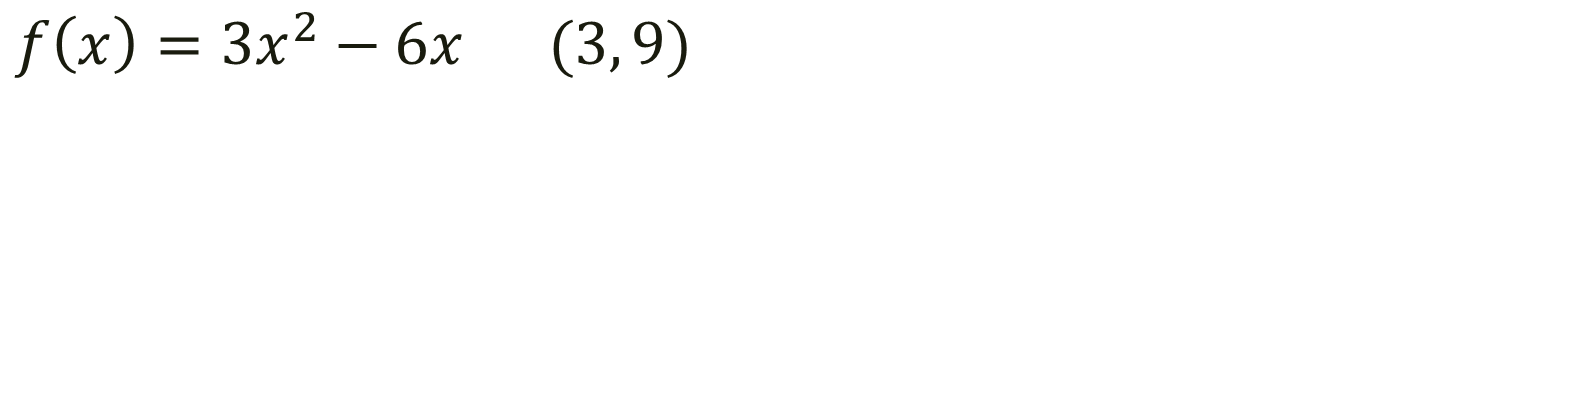 f(x) = 3x² − 6x (3, 9)